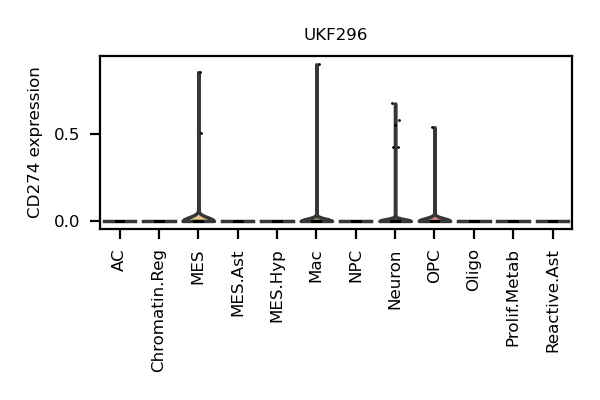 UKF296
CD274 expression
0.5
0.0
AC
Chromatin.Reg
MES
MES.Ast
MES.Hyp
Mac
NPC
Neuron
OPC
Oligo
Prolif.Metab
Reactive.Ast